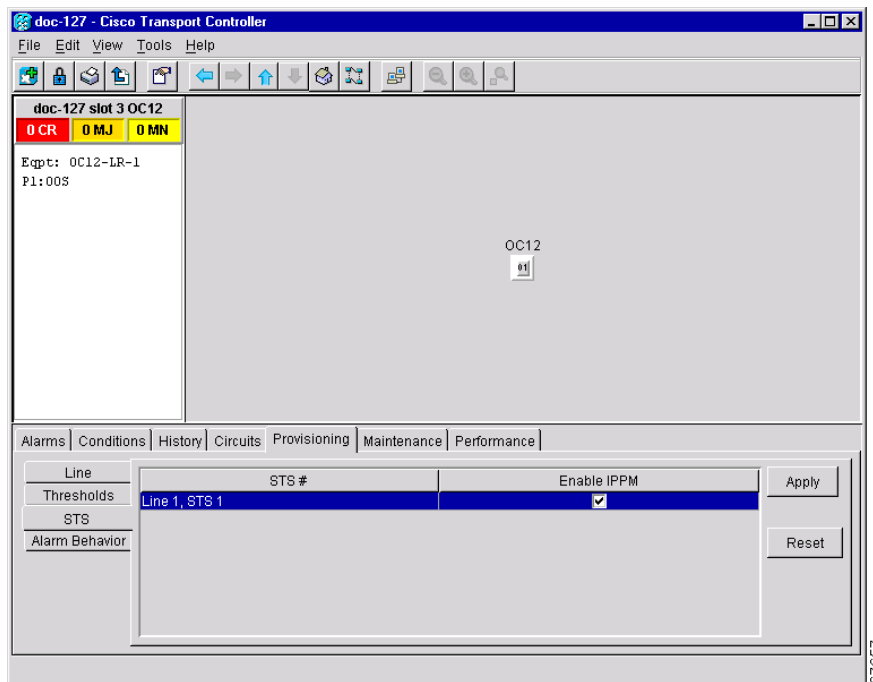 doc-127 - Cisco Transport Controller
File Edit View Tools Help
doc-127 slot 3 OC12
0 CR 0 MJ 0 MN
Eqpt: OC12-LR-1
P1:OOS
OC12
01
Alarms Conditions History Circuits Provisioning Maintenance Performance
Line
Thresholds
STS
Alarm Behavior
STS # Enable IPPM
Line 1, STS 1
Apply
Reset